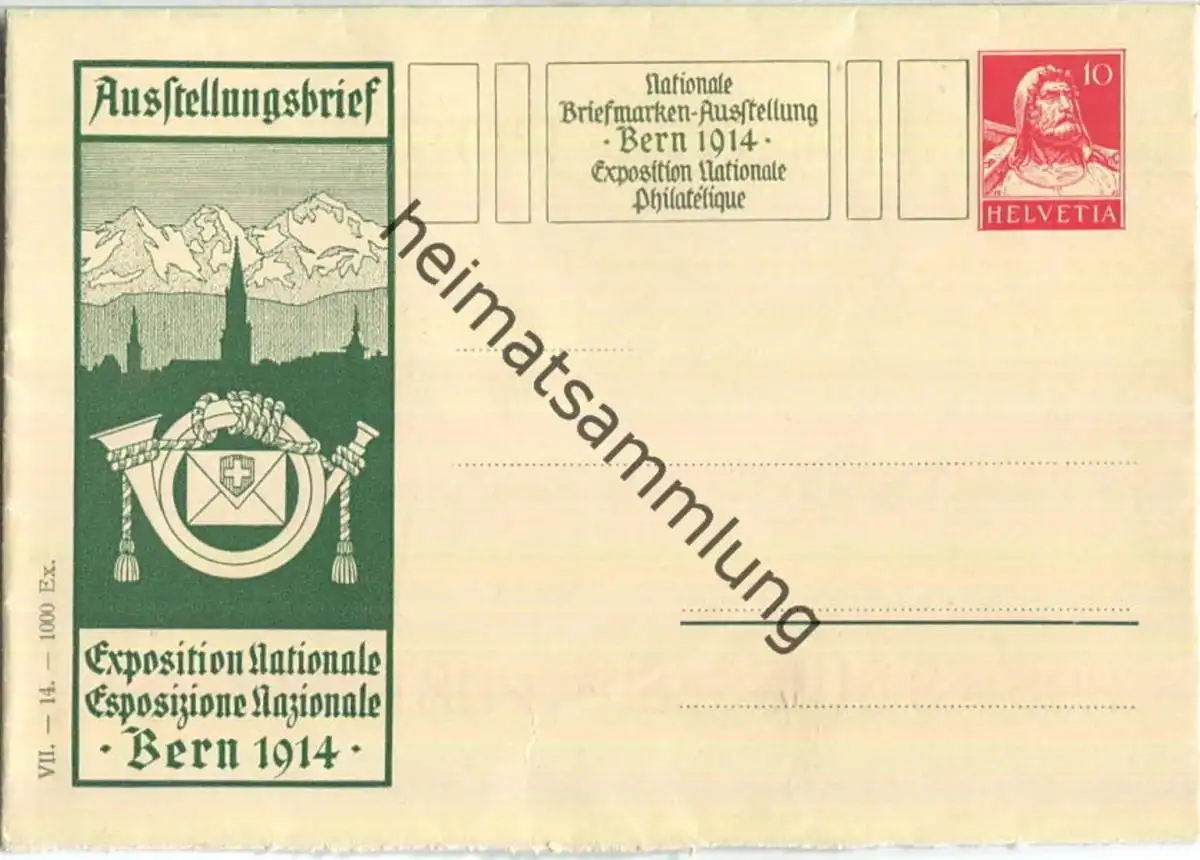 Ausstellungsbrief
Nationale
Briefmarken-Ausstellung
· Bern 1914 ·
Exposition Nationale
Philatélique
10
HELVETIA
heimatsammlung
VII. – 14. – 1000 Ex.
Exposition Nationale
Esposizione Nazionale
· Bern 1914 ·